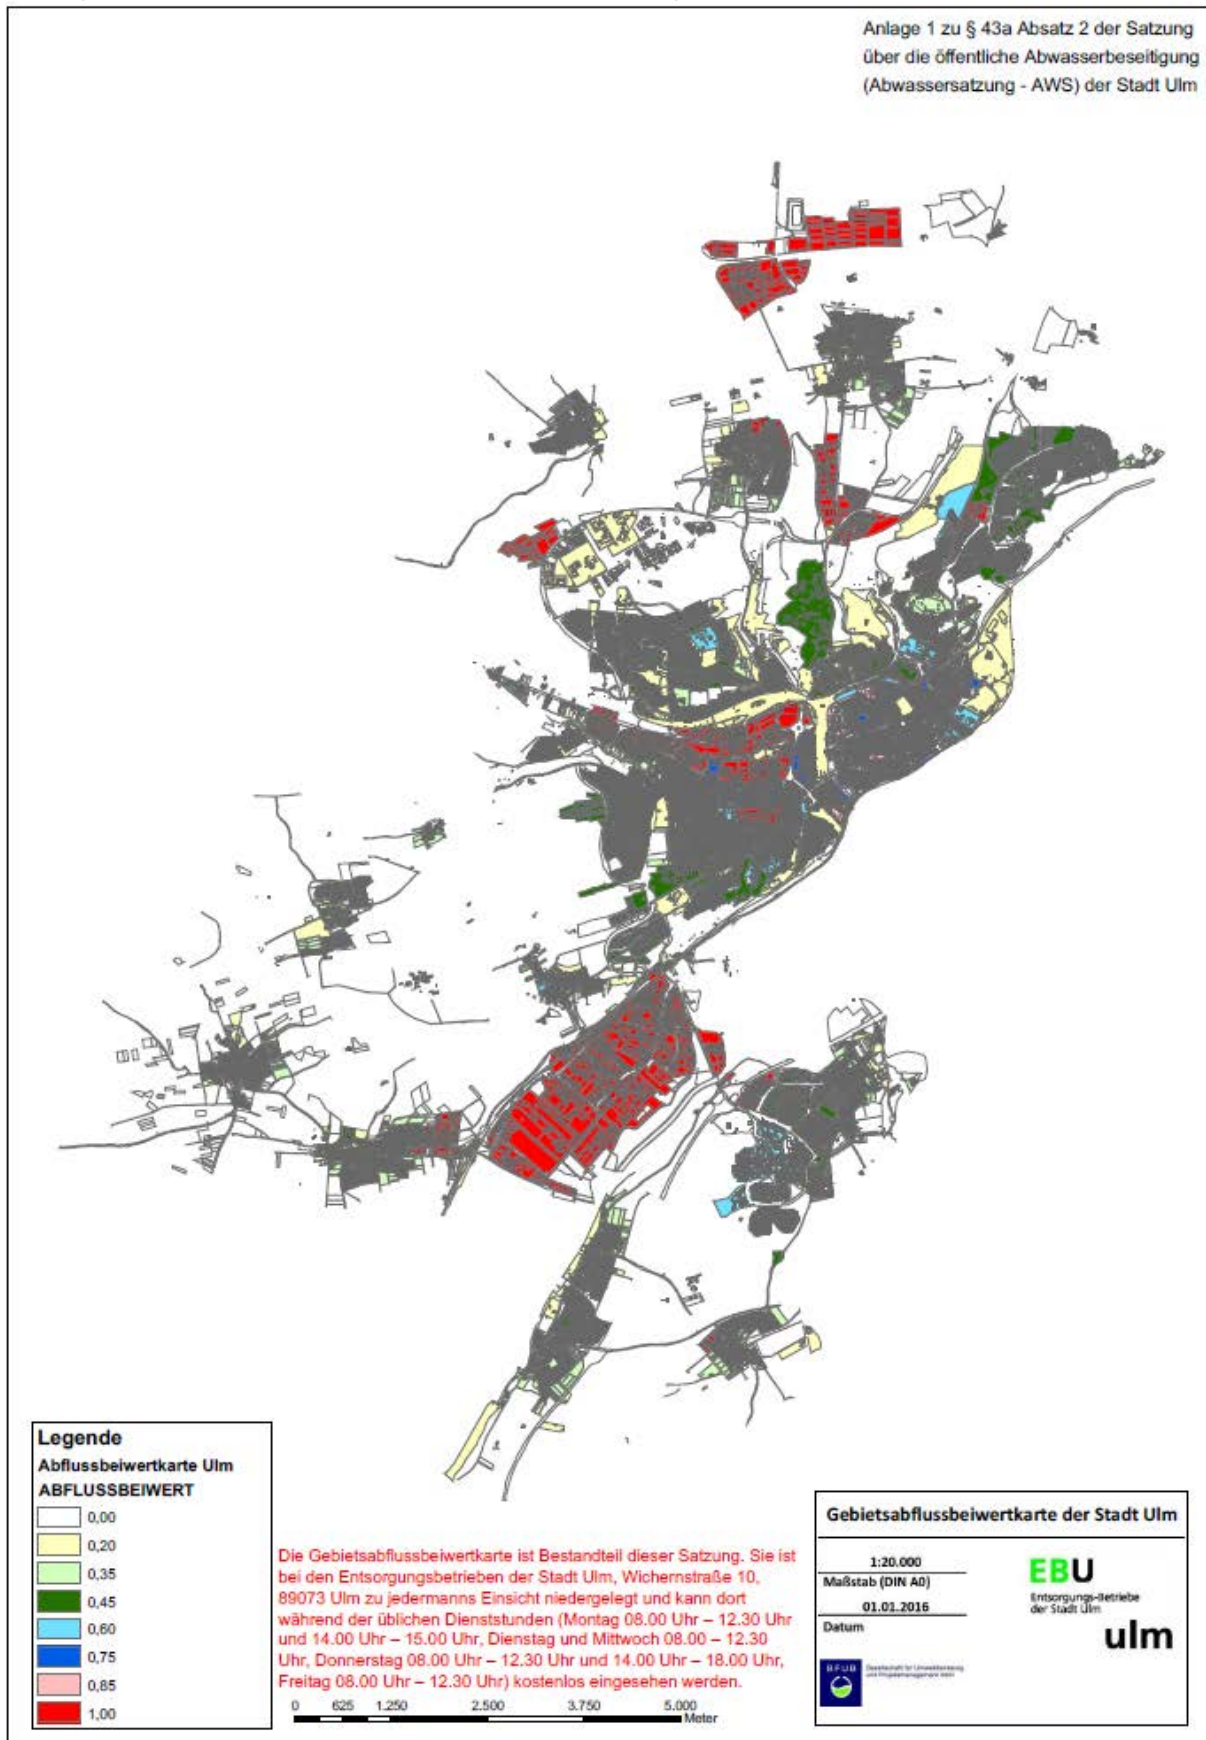 Anlage 1 zu § 43a Absatz 2 der Satzung
über die öffentliche Abwasserbeseitigung
(Abwassersatzung - AWS) der Stadt Ulm
Legende
Abflussbeiwertkarte Ulm
ABFLUSSBEIWERT
0,00
0,20
0,35
0,45
0,60
0,75
0,85
1,00
Die Gebietsabflussbeiwertkarte ist Bestandteil dieser Satzung. Sie ist
bei den Entsorgungsbetrieben der Stadt Ulm, Wichernstraße 10,
89073 Ulm zu jedermanns Einsicht niedergelegt und kann dort
während der üblichen Dienststunden (Montag 08.00 Uhr – 12.30 Uhr
und 14.00 Uhr – 15.00 Uhr, Dienstag und Mittwoch 08.00 – 12.30
Uhr, Donnerstag 08.00 Uhr – 12.30 Uhr und 14.00 Uhr – 18.00 Uhr,
Freitag 08.00 Uhr – 12.30 Uhr) kostenlos eingesehen werden.
0 625 1.250 2.500 3.750 5.000
Meter
Gebietsabflussbeiwertkarte der Stadt Ulm
1:20.000
Maßstab (DIN A0)
01.01.2016
Datum
EBU
Entsorgungs-Betriebe
der Stadt Ulm
ulm
BFUB
Gesellschaft für Umweltberatung
und Projektmanagement